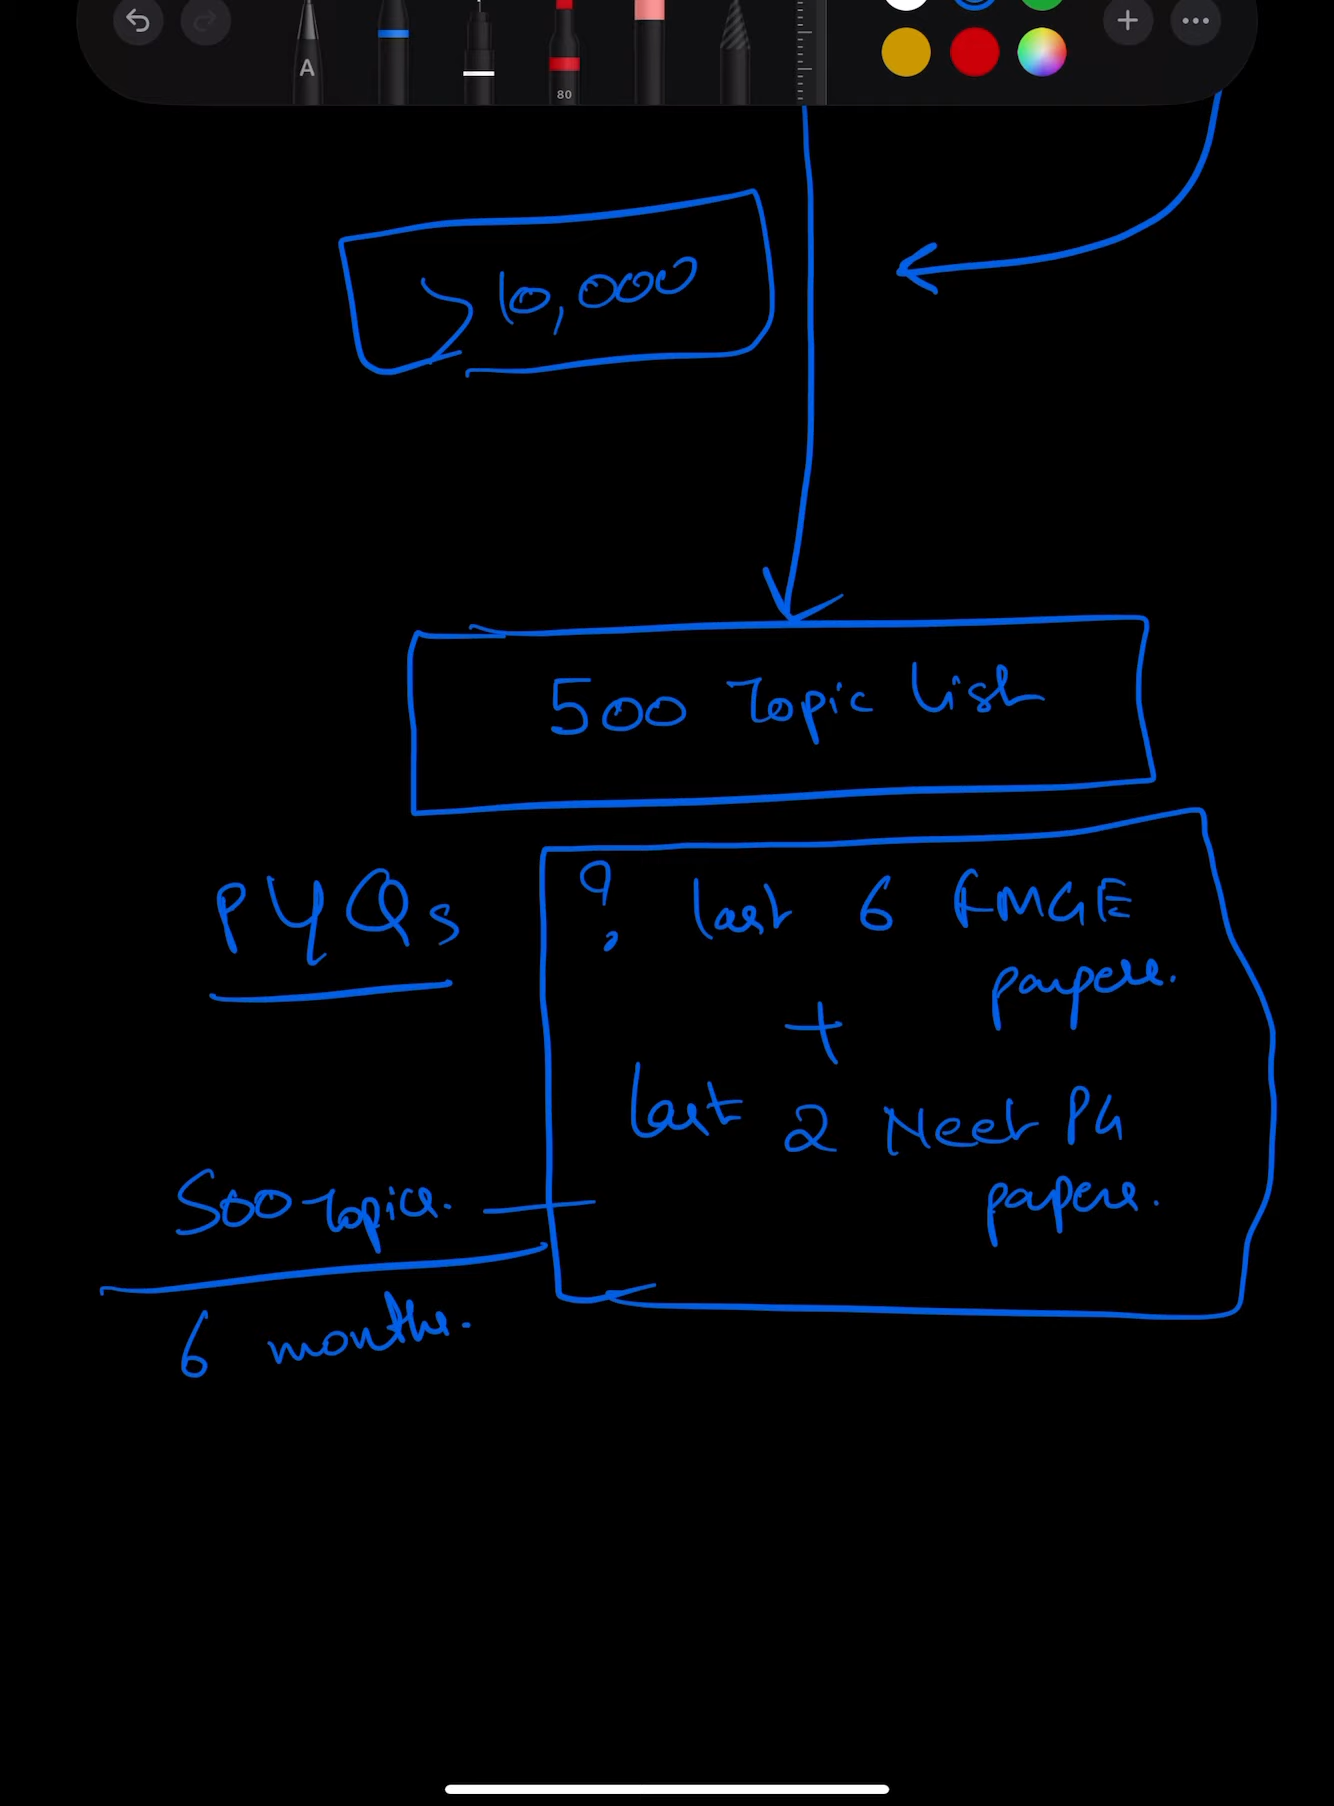 A
80
> 10,000
500 Topic List
PYQs
? last 6 FMGE
papers.
+
last 2 Neet PG
papers.
500 Topics.
6 months.